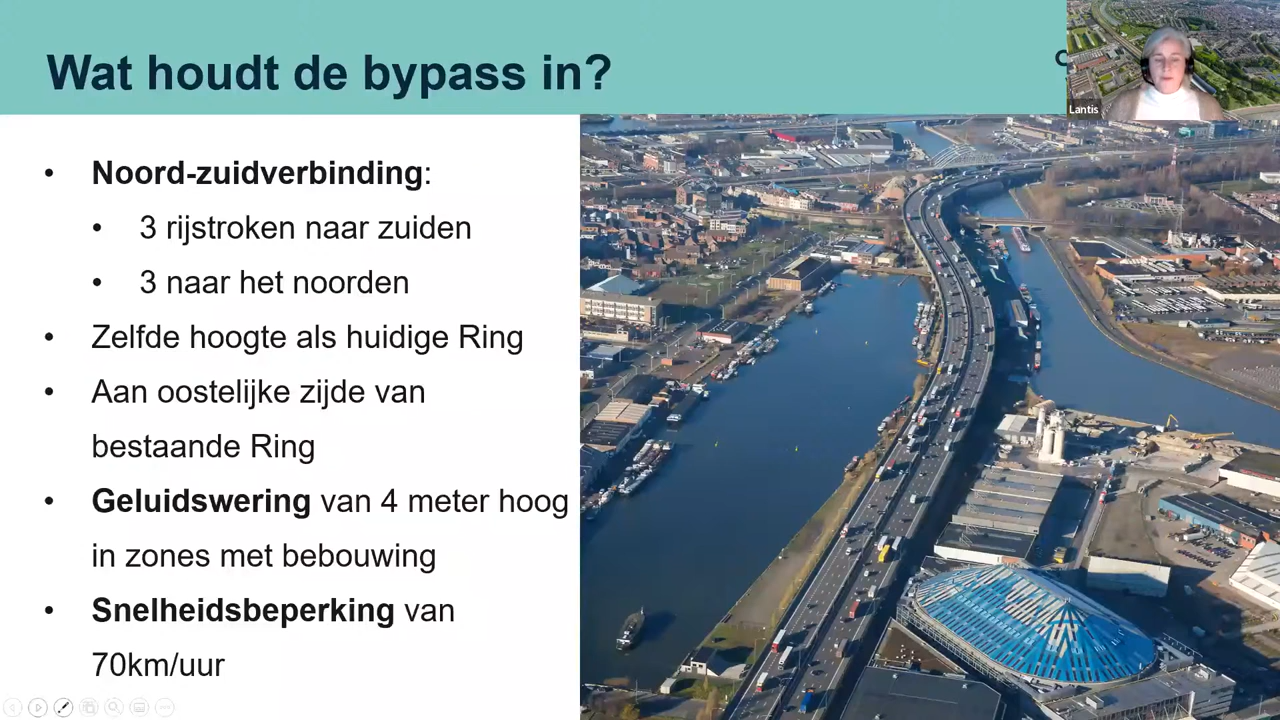 Wat houdt de bypass in?
Lantis
• Noord-zuidverbinding:
• 3 rijstroken naar zuiden
• 3 naar het noorden
• Zelfde hoogte als huidige Ring
• Aan oostelijke zijde van
bestaande Ring
• Geluidswering van 4 meter hoog
in zones met bebouwing
• Snelheidsbeperking van
70km/uur